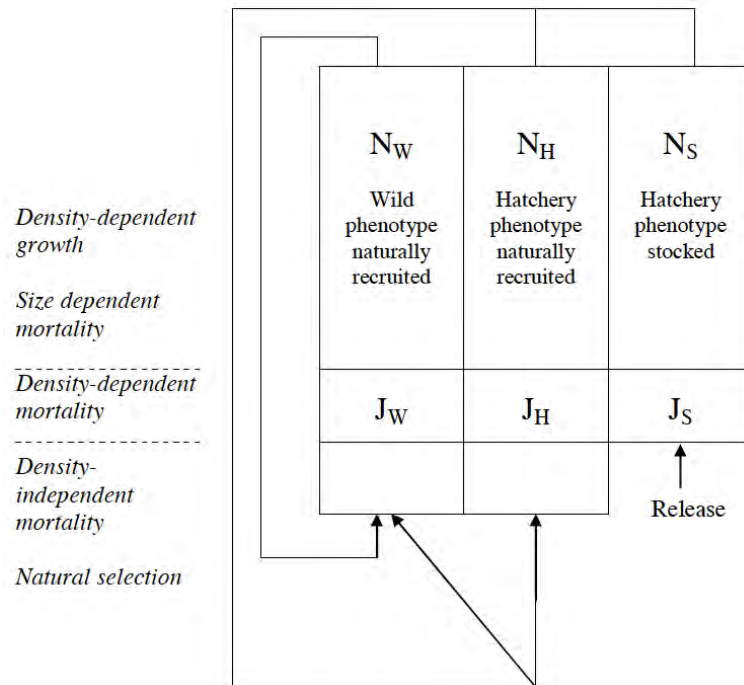 N_W
N_H
N_S
Wild
phenotype
naturally
recruited
Hatchery
phenotype
naturally
recruited
Hatchery
phenotype
stocked
Density-dependent
growth
Size dependent
mortality
Density-dependent
mortality
J_W
J_H
J_S
Density-
independent
mortality
Release
Natural selection